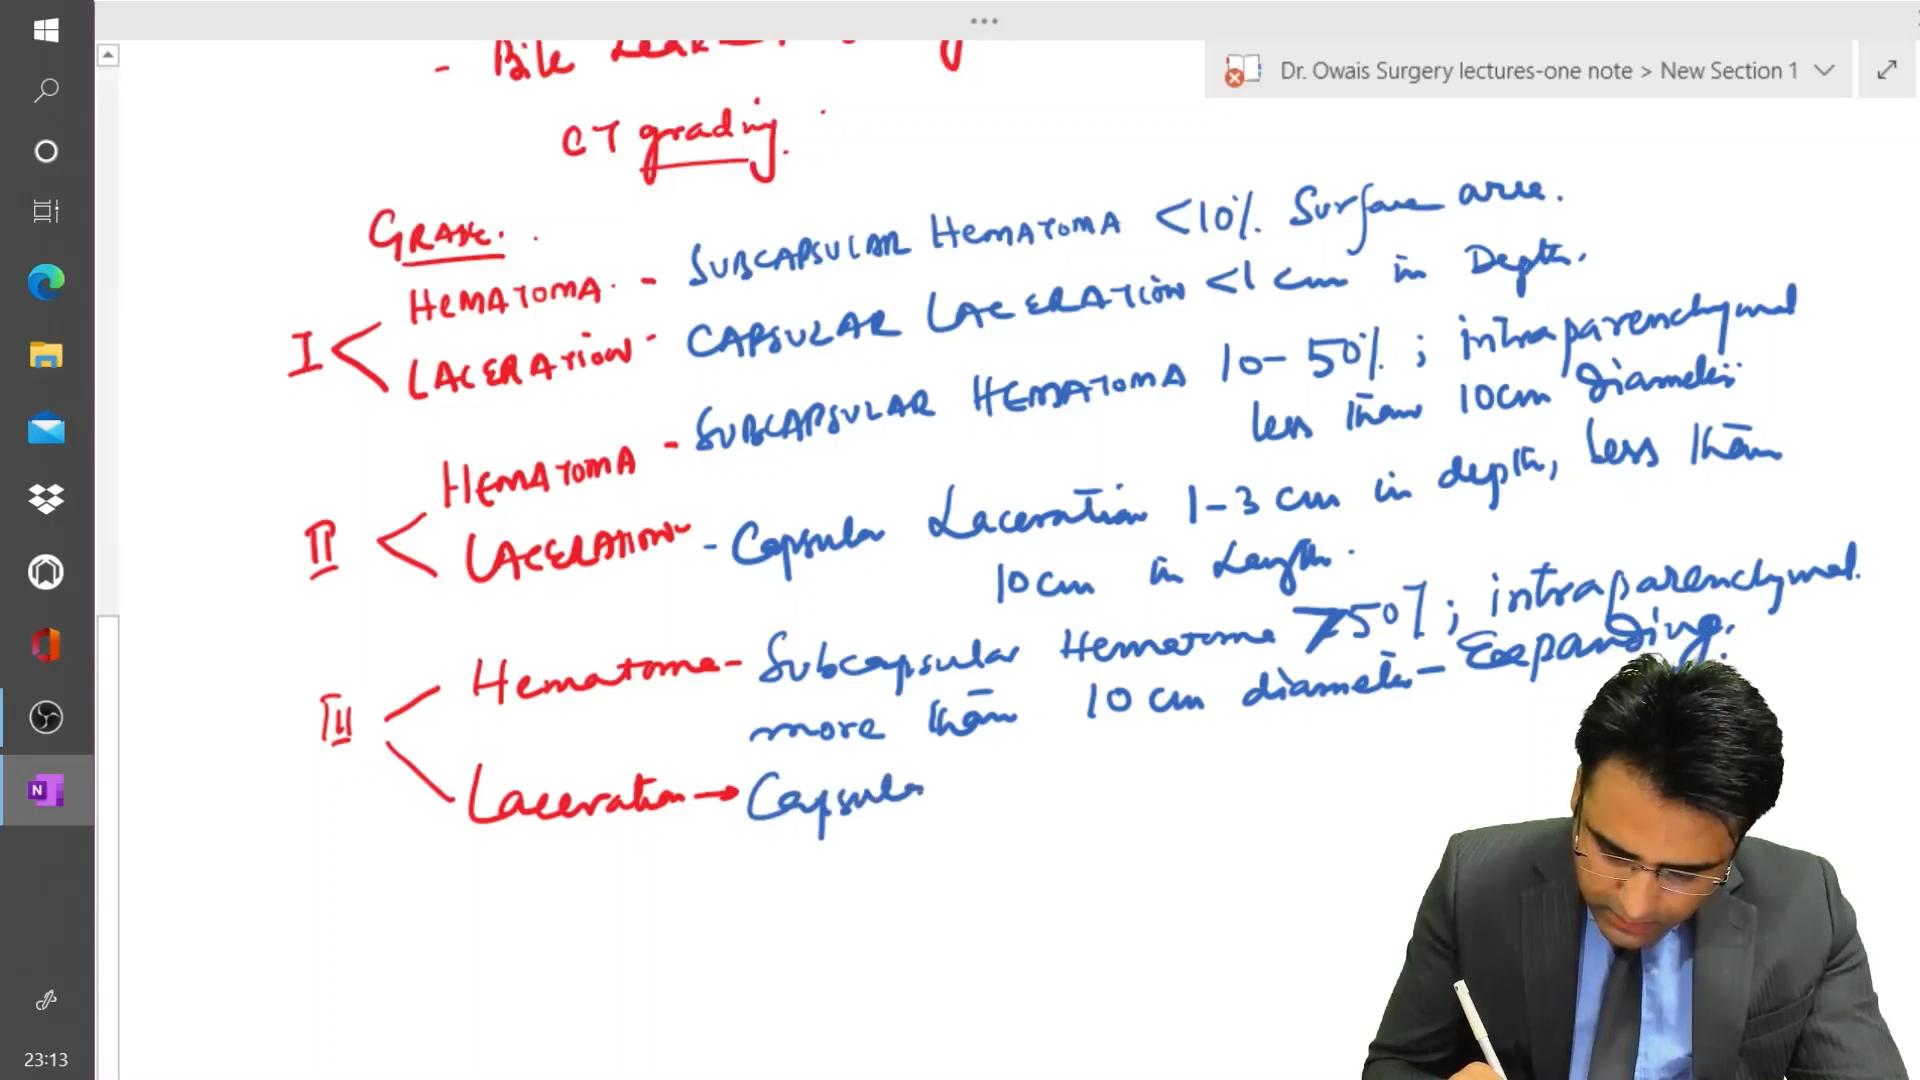 Dr. Owais Surgery lectures-one note > New Section 1
- Bile Leak
CT grading.
GRADE.
I
HEMATOMA. - SUBCAPSULAR HEMATOMA <10% Surface area.
LACERATION - CAPSULAR LACERATION <1 cm in Depth.
II
HEMATOMA - SUBCAPSULAR HEMATOMA 10-50% ; intraparenchymal
less than 10cm diameter
LACERATION - Capsular Laceration 1-3 cm in depth, less than
10cm in length.
III
Hematoma - Subcapsular Hematoma >50% ; intraparenchymal
more than 10 cm diameter - Expanding.
Laceration → Capsular
N
23:13